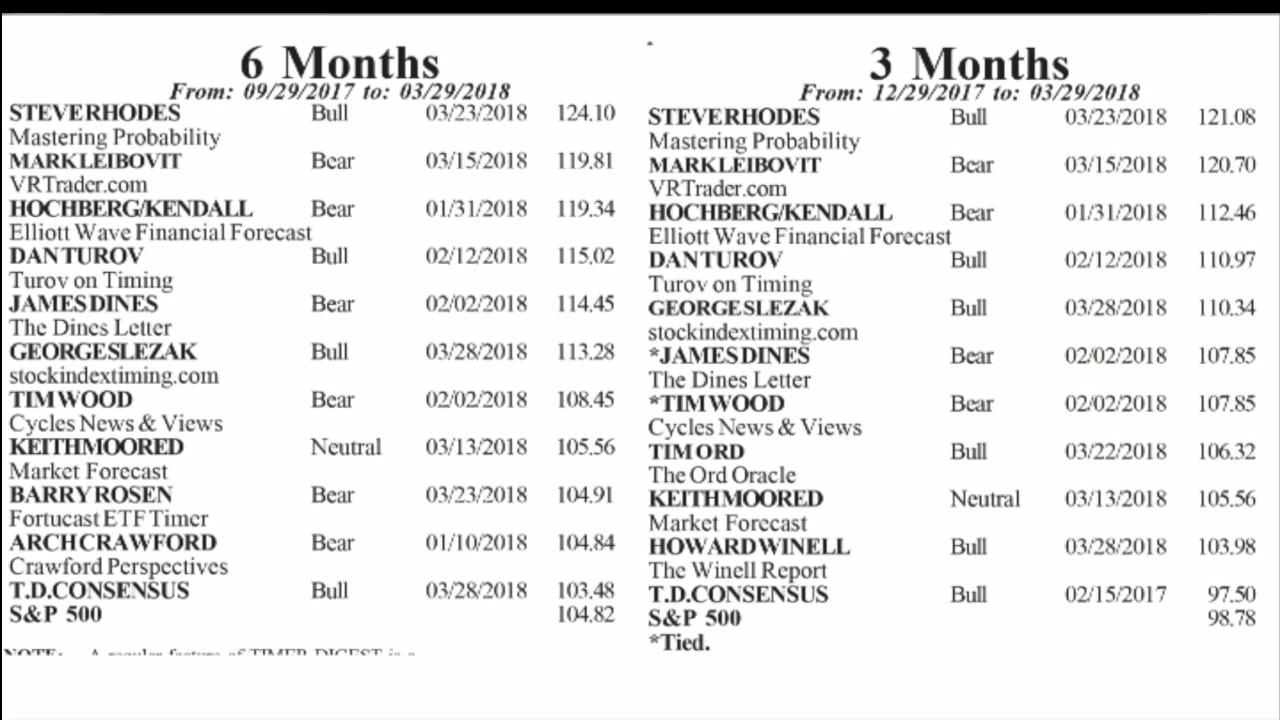 6 Months
From: 09/29/2017 to: 03/29/2018
STEVE RHODES Bull 03/23/2018 124.10
Mastering Probability
MARK LEIBOVIT Bear 03/15/2018 119.81
VRTrader.com
HOCHBERG/KENDALL Bear 01/31/2018 119.34
Elliott Wave Financial Forecast
DAN TUROV Bull 02/12/2018 115.02
Turov on Timing
JAMES DINES Bear 02/02/2018 114.45
The Dines Letter
GEORGE SLEZAK Bull 03/28/2018 113.28
stockindextiming.com
TIM WOOD Bear 02/02/2018 108.45
Cycles News & Views
KEITH MOORED Neutral 03/13/2018 105.56
Market Forecast
BARRY ROSEN Bear 03/23/2018 104.91
Fortucast ETF Timer
ARCH CRAWFORD Bear 01/10/2018 104.84
Crawford Perspectives
T.D. CONSENSUS Bull 03/28/2018 103.48
S&P 500 104.82
NOTE: A regular feature of TIMER DIGEST is a
3 Months
From: 12/29/2017 to: 03/29/2018
STEVE RHODES Bull 03/23/2018 121.08
Mastering Probability
MARK LEIBOVIT Bear 03/15/2018 120.70
VRTrader.com
HOCHBERG/KENDALL Bear 01/31/2018 112.46
Elliott Wave Financial Forecast
DAN TUROV Bull 02/12/2018 110.97
Turov on Timing
GEORGE SLEZAK Bull 03/28/2018 110.34
stockindextiming.com
*JAMES DINES Bear 02/02/2018 107.85
The Dines Letter
*TIM WOOD Bear 02/02/2018 107.85
Cycles News & Views
TIM ORD Bull 03/22/2018 106.32
The Ord Oracle
KEITH MOORED Neutral 03/13/2018 105.56
Market Forecast
HOWARD WINELL Bull 03/28/2018 103.98
The Winell Report
T.D. CONSENSUS Bull 02/15/2017 97.50
S&P 500 98.78
*Tied.